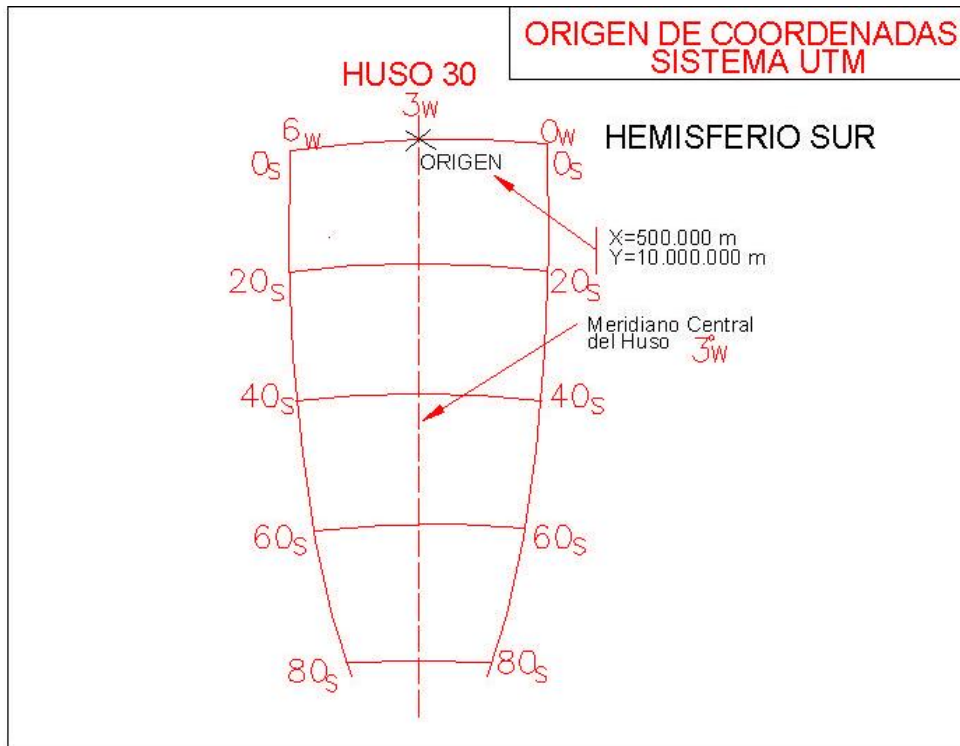 ORIGEN DE COORDENADAS
SISTEMA UTM
HUSO 30
3w
6w
0w
HEMISFERIO SUR
0s
ORIGEN
0s
X=500.000 m
Y=10.000.000 m
20s
20s
Meridiano Central
del Huso 3°w
40s
40s
60s
60s
80s
80s